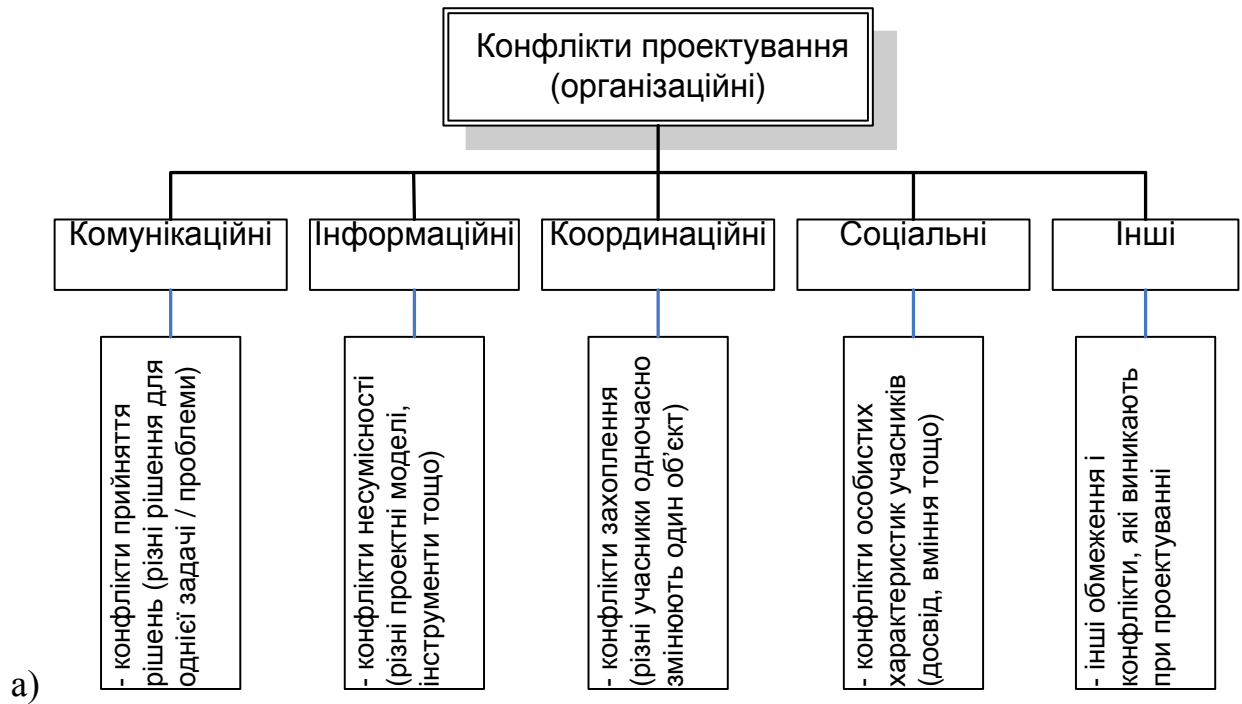 Конфлікти проектування
(організаційні)
Комунікаційні
Інформаційні
Координаційні
Соціальні
Інші
- конфлікти прийняття
рішень (різні рішення для
однієї задачі / проблеми)
- конфлікти несумісності
(різні проектні моделі,
інструменти тощо)
- конфлікти захоплення
(різні учасники одночасно
змінюють один об’єкт)
- конфлікти особистих
характеристик учасників
(досвід, вміння тощо)
- інші обмеження і
конфлікти, які виникають
при проектуванні
а)